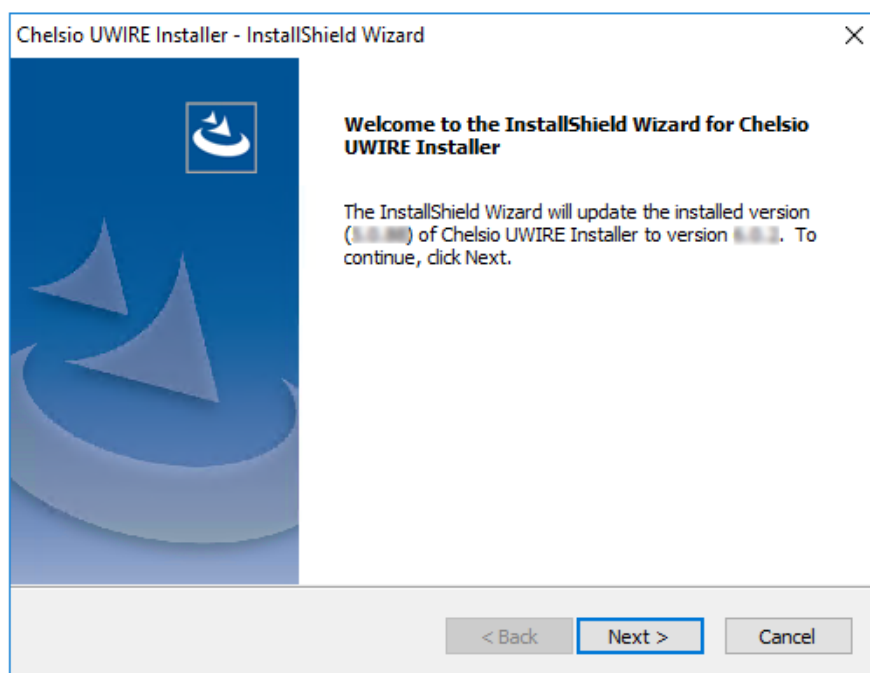 Chelsio UWIRE Installer - InstallShield Wizard
Welcome to the InstallShield Wizard for Chelsio
UWIRE Installer
The InstallShield Wizard will update the installed version
( ) of Chelsio UWIRE Installer to version . To
continue, click Next.
< Back Next > Cancel